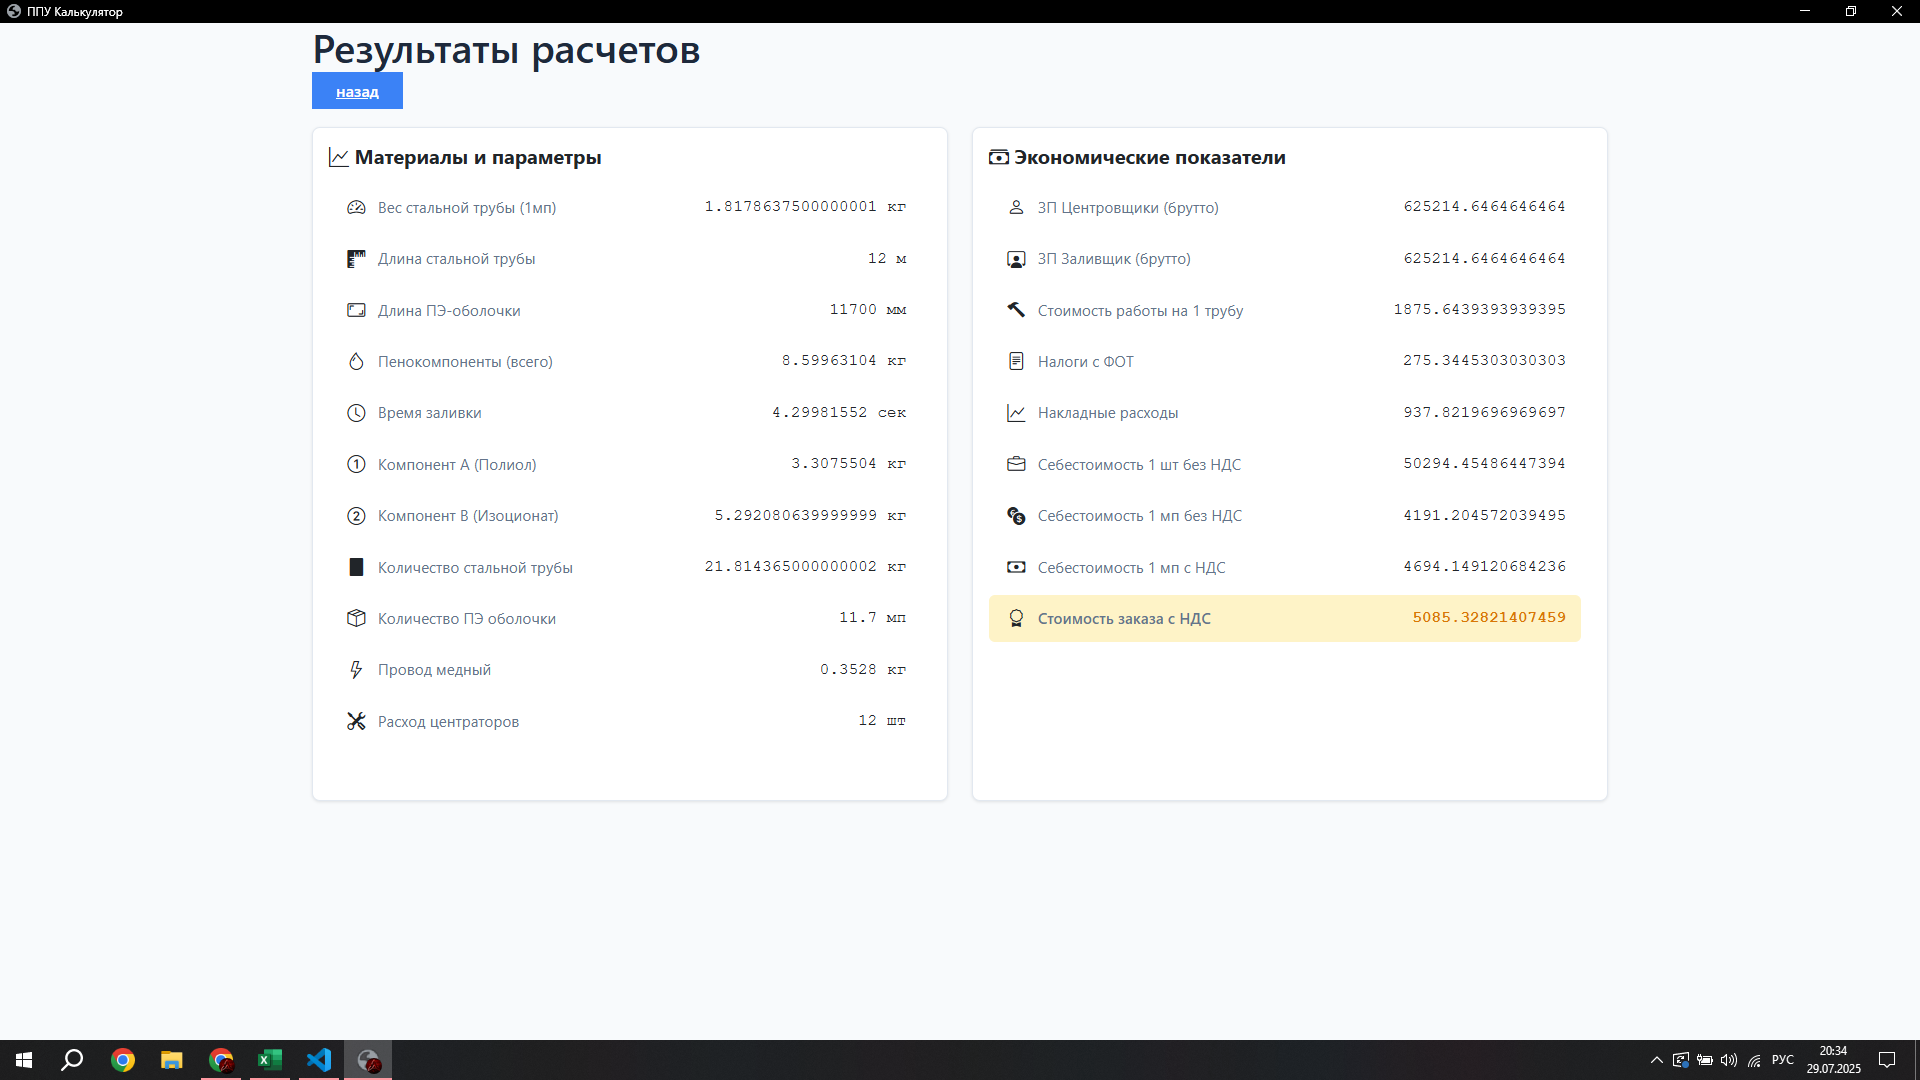 ППУ Калькулятор
Результаты расчетов
назад
Материалы и параметры
Вес стальной трубы (1мп) 1.8178637500000001 кг
Длина стальной трубы 12 м
Длина ПЭ-оболочки 11700 мм
Пенокомпоненты (всего) 8.59963104 кг
Время заливки 4.29981552 сек
Компонент А (Полиол) 3.3075504 кг
Компонент В (Изоционат) 5.292080639999999 кг
Количество стальной трубы 21.814365000000002 кг
Количество ПЭ оболочки 11.7 мп
Провод медный 0.3528 кг
Расход центраторов 12 шт
Экономические показатели
ЗП Центровщики (брутто) 625214.6464646464
ЗП Заливщик (брутто) 625214.6464646464
Стоимость работы на 1 трубу 1875.6439393939395
Налоги с ФОТ 275.3445303030303
Накладные расходы 937.8219696969697
Себестоимость 1 шт без НДС 50294.45486447394
Себестоимость 1 мп без НДС 4191.204572039495
Себестоимость 1 мп с НДС 4694.149120684236
Стоимость заказа с НДС 5085.32821407459
РУС
20:34
29.07.2025